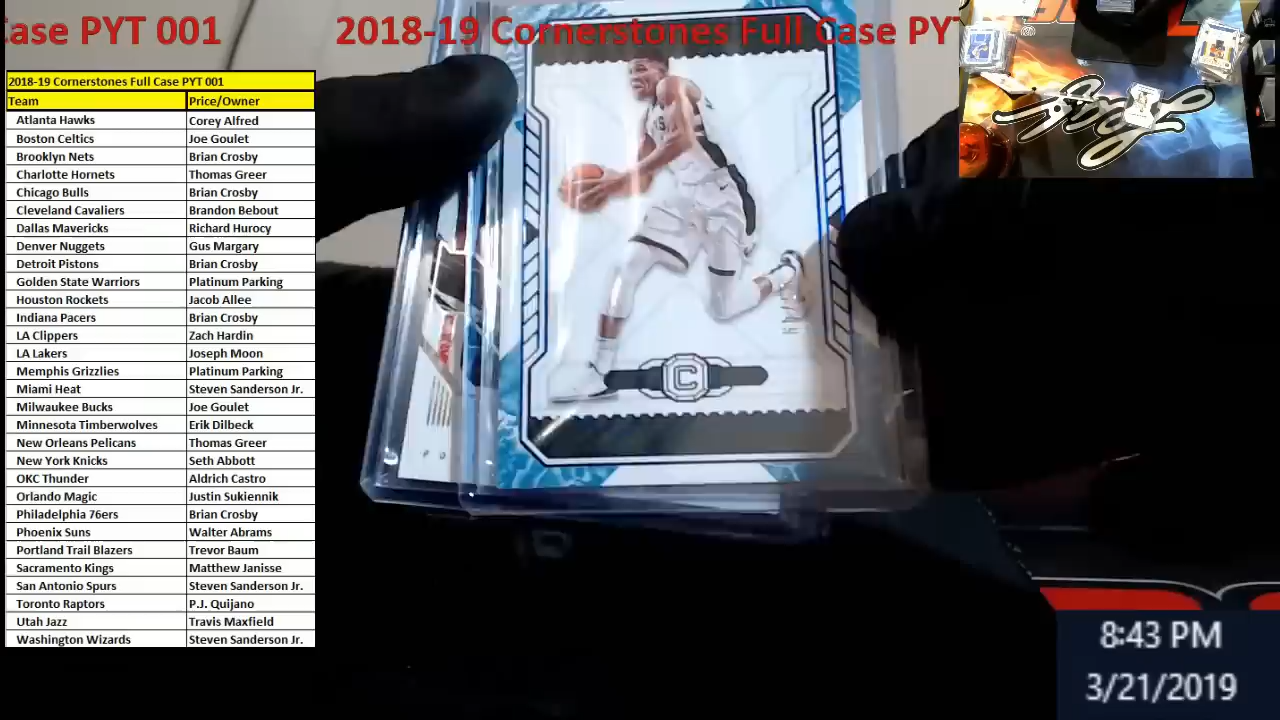 Case PYT 001 2018-19 Cornerstones Full Case PYT
2018-19 Cornerstones Full Case PYT 001
Team Price/Owner
Atlanta Hawks Corey Alfred
Boston Celtics Joe Goulet
Brooklyn Nets Brian Crosby
Charlotte Hornets Thomas Greer
Chicago Bulls Brian Crosby
Cleveland Cavaliers Brandon Bebout
Dallas Mavericks Richard Hurocy
Denver Nuggets Gus Margary
Detroit Pistons Brian Crosby
Golden State Warriors Platinum Parking
Houston Rockets Jacob Allee
Indiana Pacers Brian Crosby
LA Clippers Zach Hardin
LA Lakers Joseph Moon
Memphis Grizzlies Platinum Parking
Miami Heat Steven Sanderson Jr.
Milwaukee Bucks Joe Goulet
Minnesota Timberwolves Erik Dilbeck
New Orleans Pelicans Thomas Greer
New York Knicks Seth Abbott
OKC Thunder Aldrich Castro
Orlando Magic Justin Sukiennik
Philadelphia 76ers Brian Crosby
Phoenix Suns Walter Abrams
Portland Trail Blazers Trevor Baum
Sacramento Kings Matthew Janisse
San Antonio Spurs Steven Sanderson Jr.
Toronto Raptors P.J. Quijano
Utah Jazz Travis Maxfield
Washington Wizards Steven Sanderson Jr.
C
8:43 PM
3/21/2019